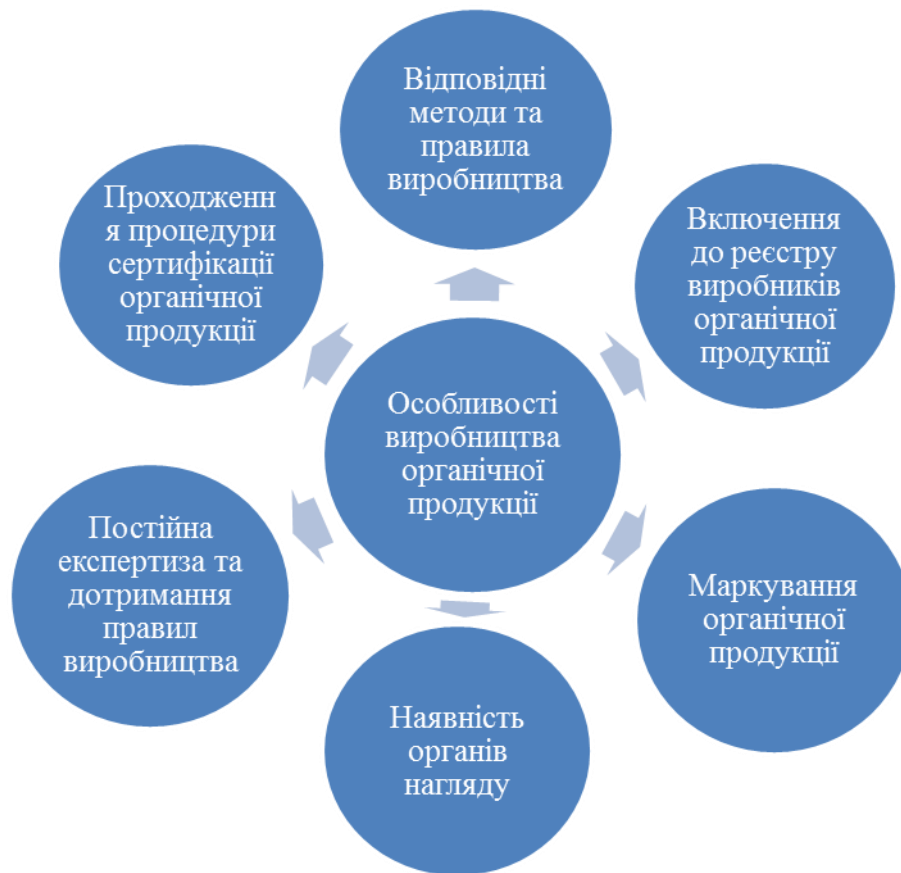 Відповідні
методи та
правила
виробництва
Проходженн
я процедури
сертифікації
органічної
продукції
Включення
до реєстру
виробників
органічної
продукції
Особливості
виробництва
органічної
продукції
Постійна
експертиза та
дотримання
правил
виробництва
Маркування
органічної
продукції
Наявність
органів
нагляду